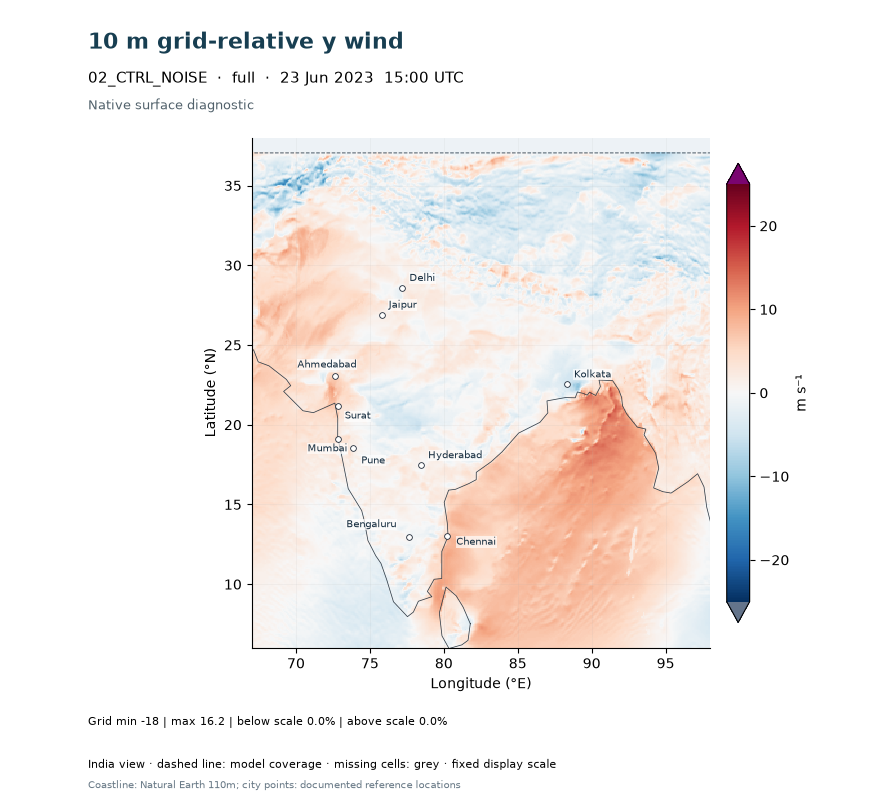 10 m grid-relative y wind
02_CTRL_NOISE · full · 23 Jun 2023 15:00 UTC
Native surface diagnostic
35
30
25
20
15
10
Latitude (°N)
Delhi
Jaipur
Ahmedabad
Kolkata
Surat
Mumbai
Pune
Hyderabad
Bengaluru
Chennai
70
75
80
85
90
95
Longitude (°E)
20
10
0
−10
−20
m s⁻¹
Grid min -18 | max 16.2 | below scale 0.0% | above scale 0.0%
India view · dashed line: model coverage · missing cells: grey · fixed display scale
Coastline: Natural Earth 110m; city points: documented reference locations